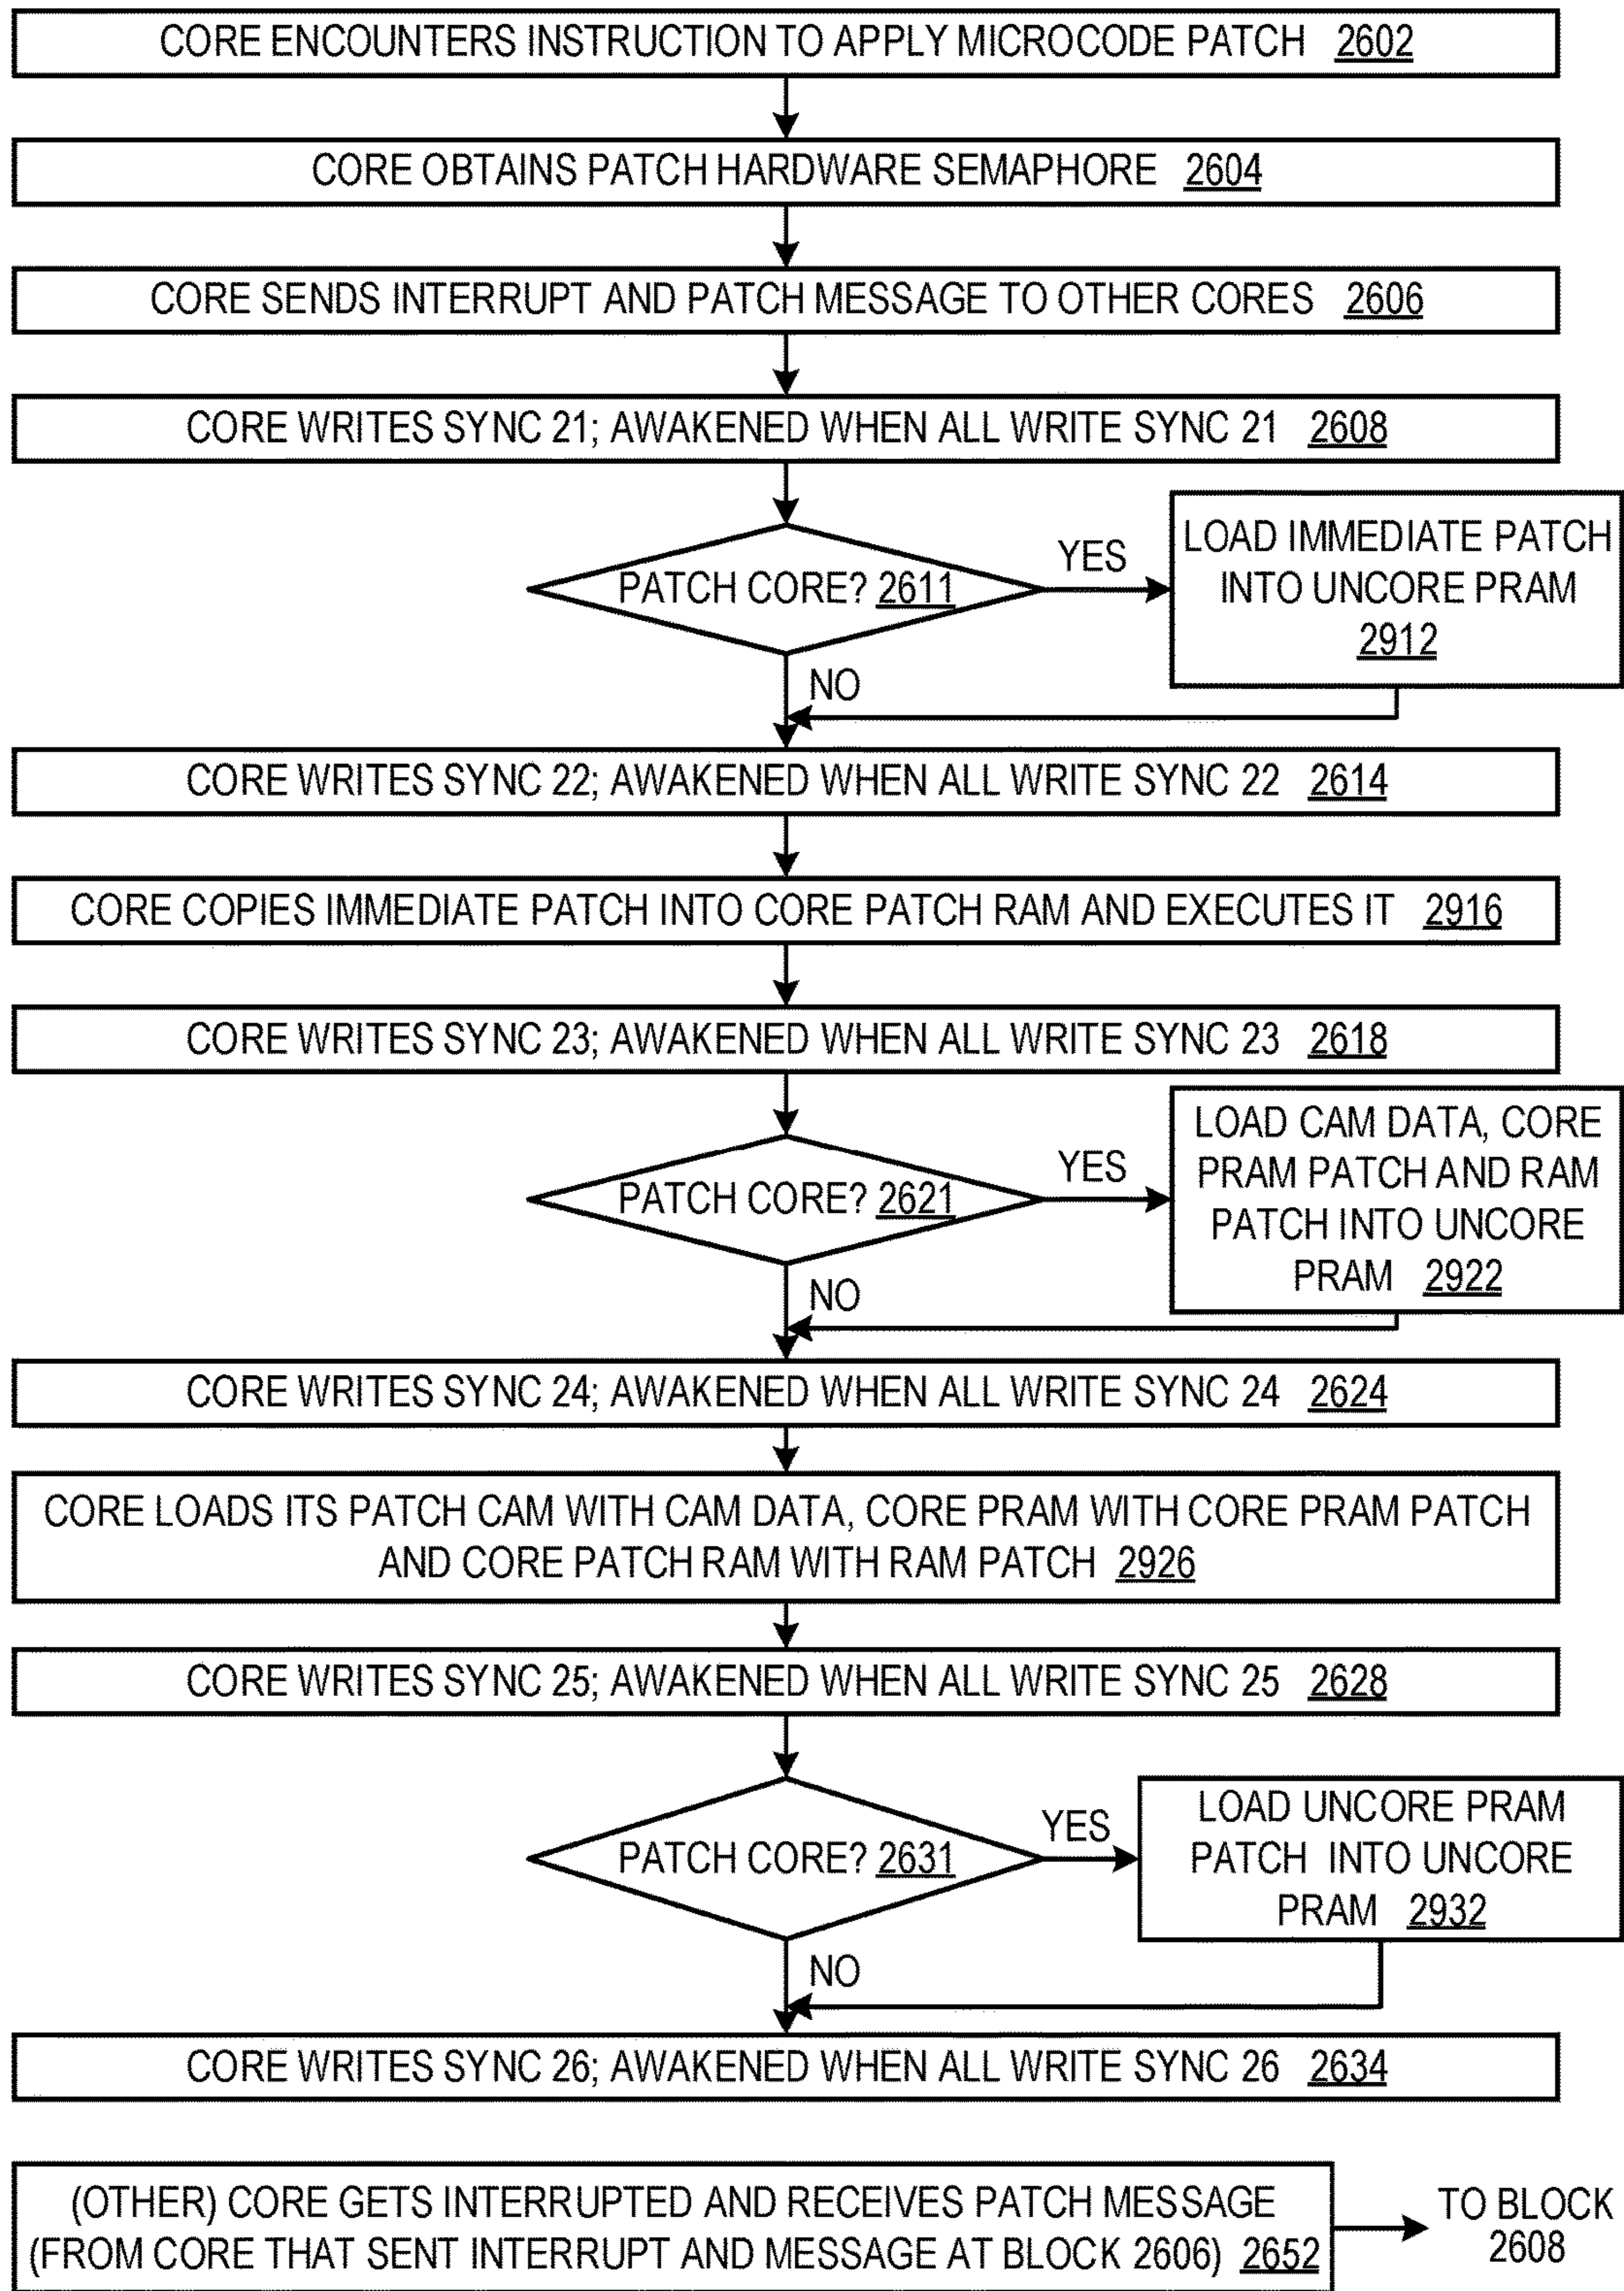 CORE ENCOUNTERS INSTRUCTION TO APPLY MICROCODE PATCH 2602
CORE OBTAINS PATCH HARDWARE SEMAPHORE 2604
CORE SENDS INTERRUPT AND PATCH MESSAGE TO OTHER CORES 2606
CORE WRITES SYNC 21; AWAKENED WHEN ALL WRITE SYNC 21 2608
PATCH CORE? 2611
YES
LOAD IMMEDIATE PATCH
INTO UNCORE PRAM
2912
NO
CORE WRITES SYNC 22; AWAKENED WHEN ALL WRITE SYNC 22 2614
CORE COPIES IMMEDIATE PATCH INTO CORE PATCH RAM AND EXECUTES IT 2916
CORE WRITES SYNC 23; AWAKENED WHEN ALL WRITE SYNC 23 2618
PATCH CORE? 2621
YES
LOAD CAM DATA, CORE
PRAM PATCH AND RAM
PATCH INTO UNCORE
PRAM 2922
NO
CORE WRITES SYNC 24; AWAKENED WHEN ALL WRITE SYNC 24 2624
CORE LOADS ITS PATCH CAM WITH CAM DATA, CORE PRAM WITH CORE PRAM PATCH
AND CORE PATCH RAM WITH RAM PATCH 2926
CORE WRITES SYNC 25; AWAKENED WHEN ALL WRITE SYNC 25 2628
PATCH CORE? 2631
YES
LOAD UNCORE PRAM
PATCH INTO UNCORE
PRAM 2932
NO
CORE WRITES SYNC 26; AWAKENED WHEN ALL WRITE SYNC 26 2634
(OTHER) CORE GETS INTERRUPTED AND RECEIVES PATCH MESSAGE
(FROM CORE THAT SENT INTERRUPT AND MESSAGE AT BLOCK 2606) 2652
TO BLOCK
2608